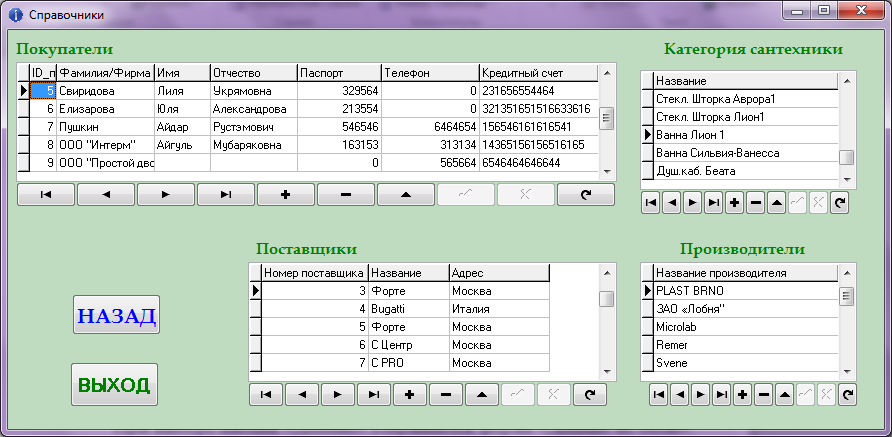 Справочники
Покупатели
ID_п Фамилия/Фирма Имя Отчество Паспорт Телефон Кредитный счет
5 Свиридова Лиля Укрямовна 329564 0 231656554464
6 Елизарова Юля Александрова 213554 0 321351651516633616
7 Пушкин Айдар Рустэмович 546546 6464654 156546161616541
8 ООО "Интерм" Айгуль Мубаряковна 163153 313134 14365156156516165
9 ООО "Простой дво 0 565664 6546464646644
Категория сантехники
Название
Стекл. Шторка Аврора1
Стекл. Шторка Лион1
Ванна Лион 1
Ванна Сильвия-Ванесса
Душ.каб. Беата
Поставщики
Номер поставщика Название Адрес
3 Форте Москва
4 Bugatti Италия
5 Форте Москва
6 С Центр Москва
7 С PRO Москва
Производители
Название производителя
PLAST BRNO
ЗАО «Лобня"
Microlab
Remer
Svene
НАЗАД
ВЫХОД